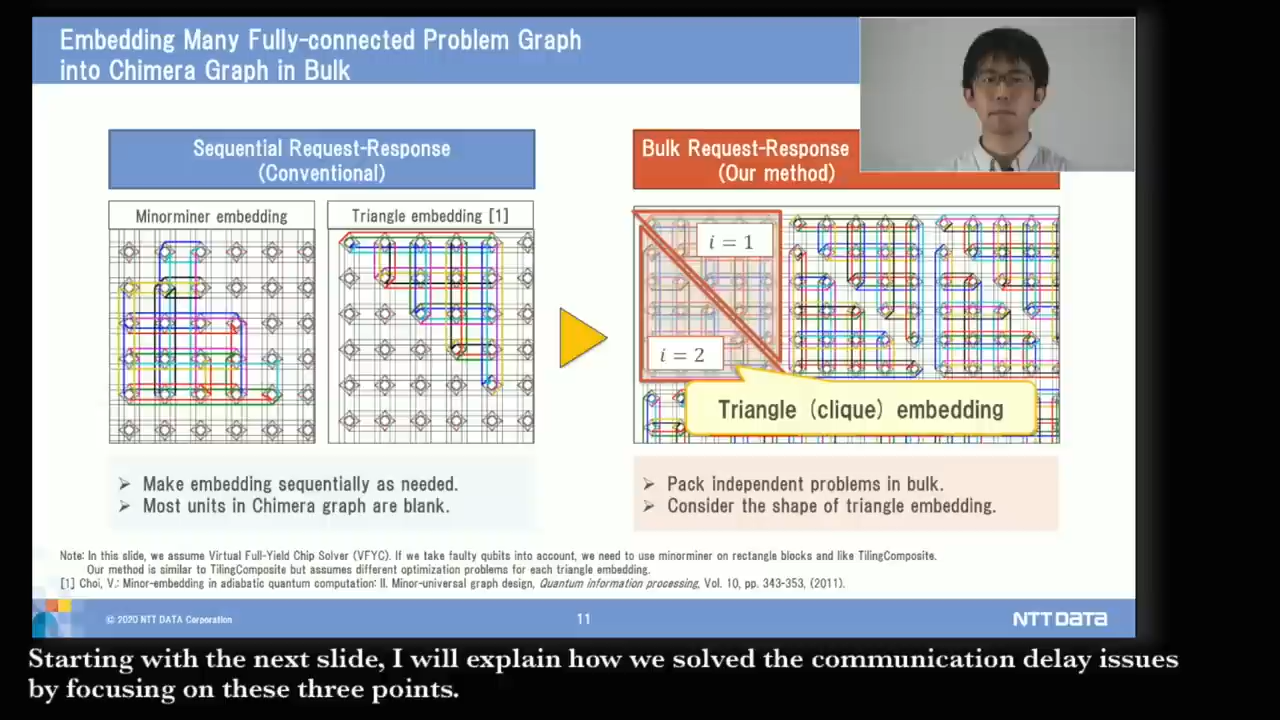 Embedding Many Fully-connected Problem Graph
into Chimera Graph in Bulk
Sequential Request-Response
(Conventional)
Minorminer embedding
Triangle embedding [1]
➢ Make embedding sequentially as needed.
➢ Most units in Chimera graph are blank.
Bulk Request-Response
(Our method)
i = 1
i = 2
Triangle (clique) embedding
➢ Pack independent problems in bulk.
➢ Consider the shape of triangle embedding.
Note: In this slide, we assume Virtual Full-Yield Chip Solver (VFYC). If we take faulty qubits into account, we need to use minorminer on rectangle blocks and like TilingComposite.
Our method is similar to TilingComposite but assumes different optimization problems for each triangle embedding.
[1] Choi, V.: Minor-embedding in adiabatic quantum computation: II. Minor-universal graph design, Quantum information processing, Vol. 10, pp. 343-353, (2011).
© 2020 NTT DATA Corporation
11
NTT DATA
Starting with the next slide, I will explain how we solved the communication delay issues
by focusing on these three points.